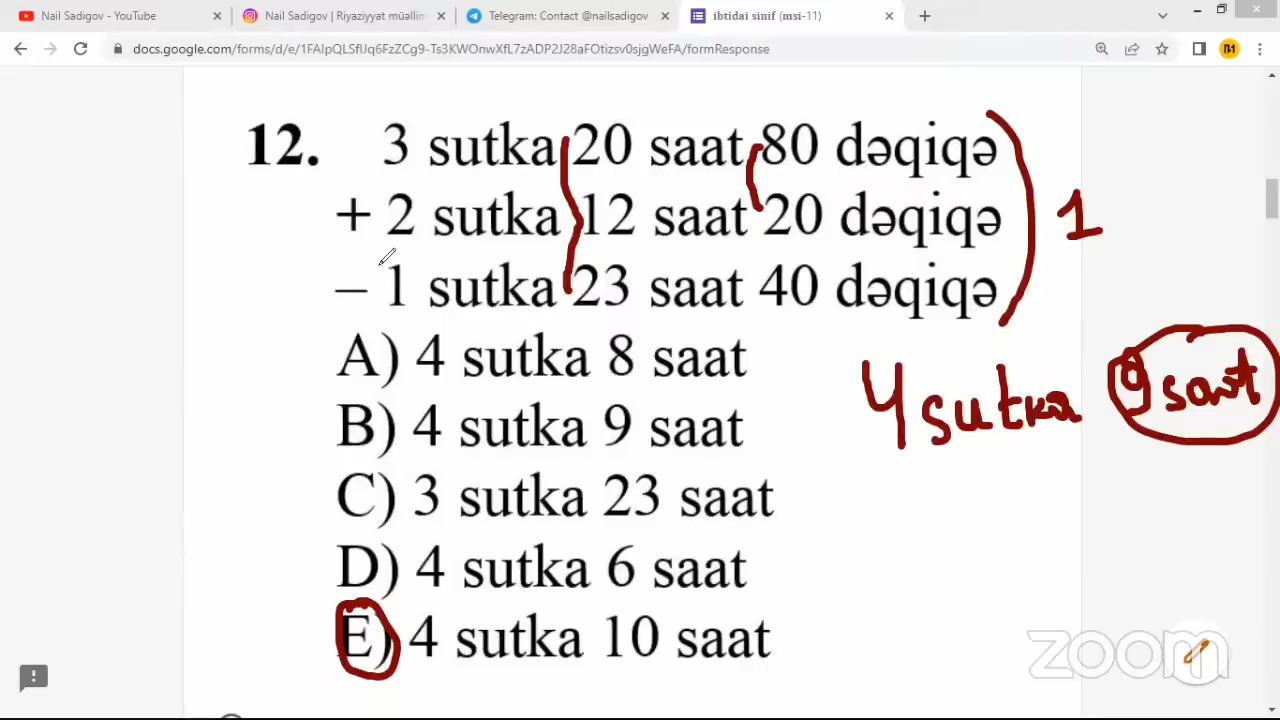 Nail Sadigov - YouTube
Nail Sadigov | Riyaziyyat müəllim
Telegram: Contact @nailsadigov
ibtidai sinif (msi-11)
docs.google.com/forms/d/e/1FAIpQLSfIJq6FzZCg9-Ts3KWOnwXfL7zADP2J28aFOtizsv0sjgWeFA/formResponse
12. 3 sutka 20 saat 80 dəqiqə
+ 2 sutka 12 saat 20 dəqiqə
1
– 1 sutka 23 saat 40 dəqiqə
A) 4 sutka 8 saat
4 sutka 9 saat
B) 4 sutka 9 saat
C) 3 sutka 23 saat
D) 4 sutka 6 saat
E) 4 sutka 10 saat
zoom